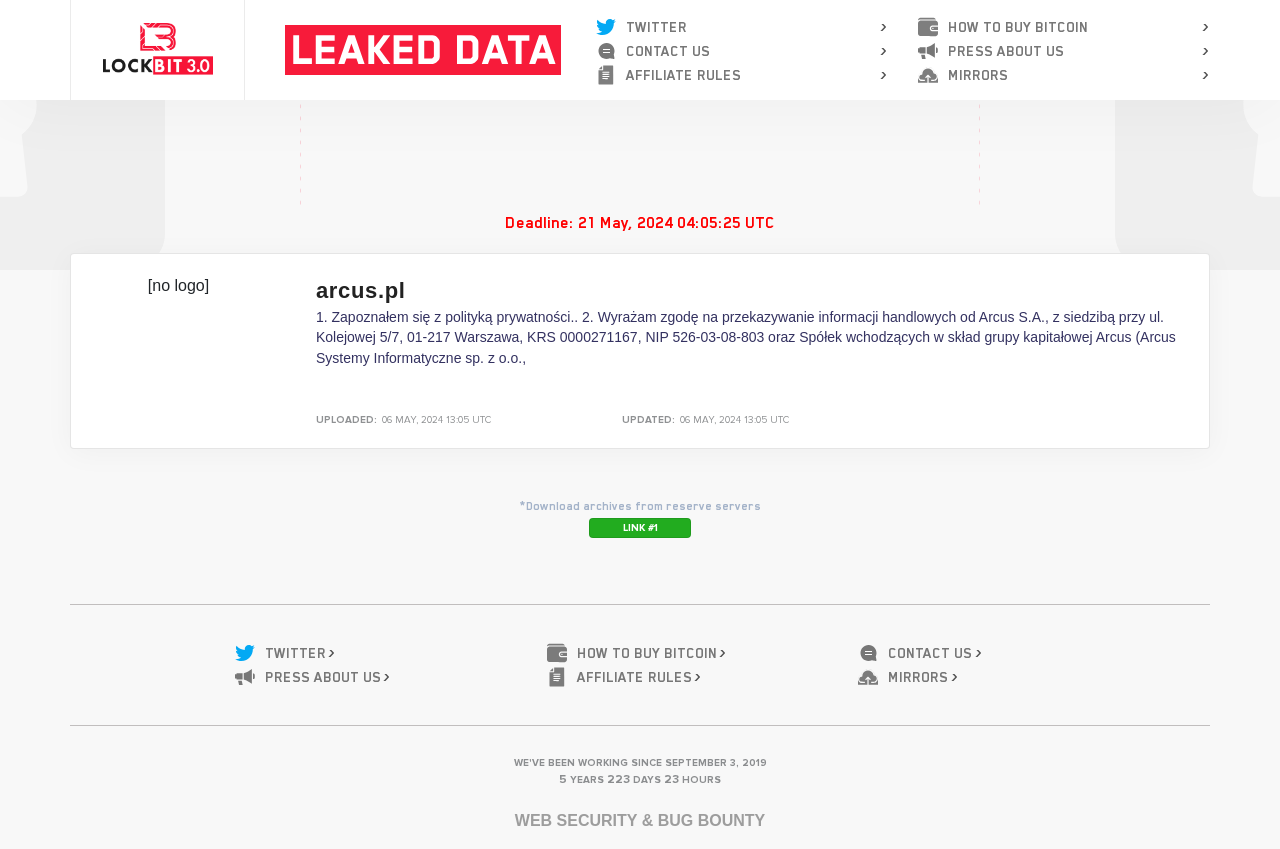 LOCKBIT 3.0
LEAKED DATA
TWITTER
CONTACT US
AFFILIATE RULES
HOW TO BUY BITCOIN
PRESS ABOUT US
MIRRORS
Deadline: 21 May, 2024 04:05:25 UTC
[no logo]
arcus.pl
1. Zapoznałem się z polityką prywatności.. 2. Wyrażam zgodę na przekazywanie informacji handlowych od Arcus S.A., z siedzibą przy ul.
Kolejowej 5/7, 01-217 Warszawa, KRS 0000271167, NIP 526-03-08-803 oraz Spółek wchodzących w skład grupy kapitałowej Arcus (Arcus
Systemy Informatyczne sp. z o.o.,
UPLOADED: 06 MAY, 2024 13:05 UTC
UPDATED: 06 MAY, 2024 13:05 UTC
*Download archives from reserve servers
LINK #1
TWITTER
HOW TO BUY BITCOIN
CONTACT US
PRESS ABOUT US
AFFILIATE RULES
MIRRORS
WE'VE BEEN WORKING SINCE SEPTEMBER 3, 2019
5 YEARS 223 DAYS 23 HOURS
WEB SECURITY & BUG BOUNTY